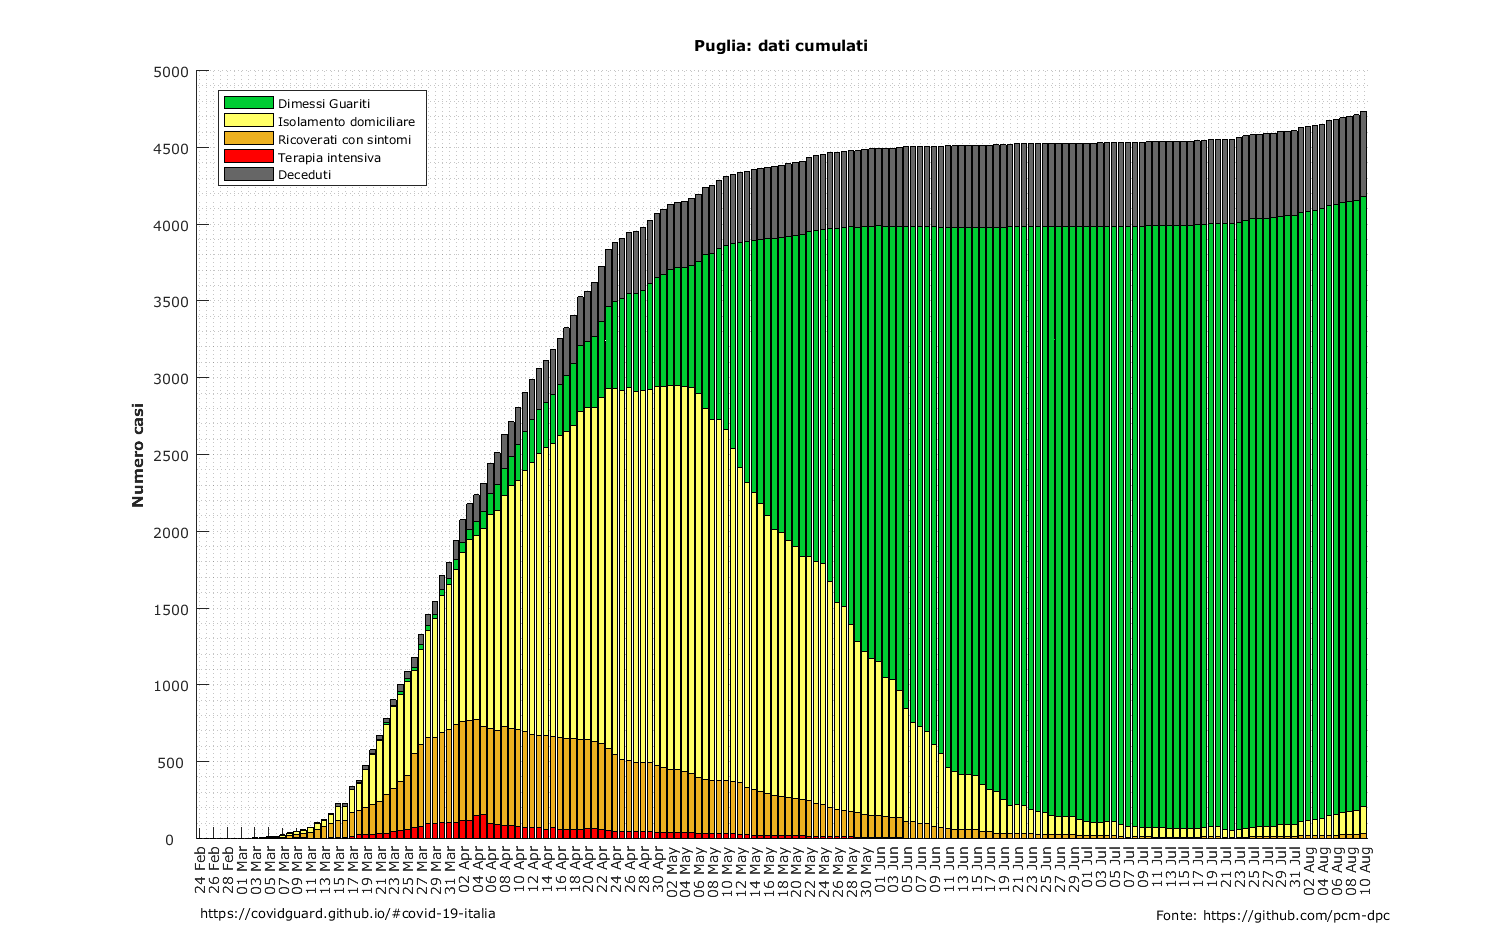 Puglia: dati cumulati
5000
4500
4000
3500
3000
2500
2000
1500
1000
500
0
Numero casi
Dimessi Guariti
Isolamento domiciliare
Ricoverati con sintomi
Terapia intensiva
Deceduti
24 Feb
26 Feb
28 Feb
01 Mar
03 Mar
05 Mar
07 Mar
09 Mar
11 Mar
13 Mar
15 Mar
17 Mar
19 Mar
21 Mar
23 Mar
25 Mar
27 Mar
29 Mar
31 Mar
02 Apr
04 Apr
06 Apr
08 Apr
10 Apr
12 Apr
14 Apr
16 Apr
18 Apr
20 Apr
22 Apr
24 Apr
26 Apr
28 Apr
30 Apr
02 May
04 May
06 May
08 May
10 May
12 May
14 May
16 May
18 May
20 May
22 May
24 May
26 May
28 May
30 May
01 Jun
03 Jun
05 Jun
07 Jun
09 Jun
11 Jun
13 Jun
15 Jun
17 Jun
19 Jun
21 Jun
23 Jun
25 Jun
27 Jun
29 Jun
01 Jul
03 Jul
05 Jul
07 Jul
09 Jul
11 Jul
13 Jul
15 Jul
17 Jul
19 Jul
21 Jul
23 Jul
25 Jul
27 Jul
29 Jul
31 Jul
02 Aug
04 Aug
06 Aug
08 Aug
10 Aug
https://covidguard.github.io/#covid-19-italia
Fonte: https://github.com/pcm-dpc